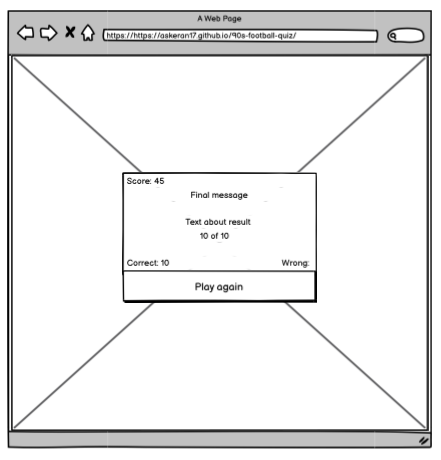 A Web Page
https://https://askeran17.github.io/90s-football-quiz/
Score: 45
Final message
Text about result
10 of 10
Correct: 10
Wrong:
Play again